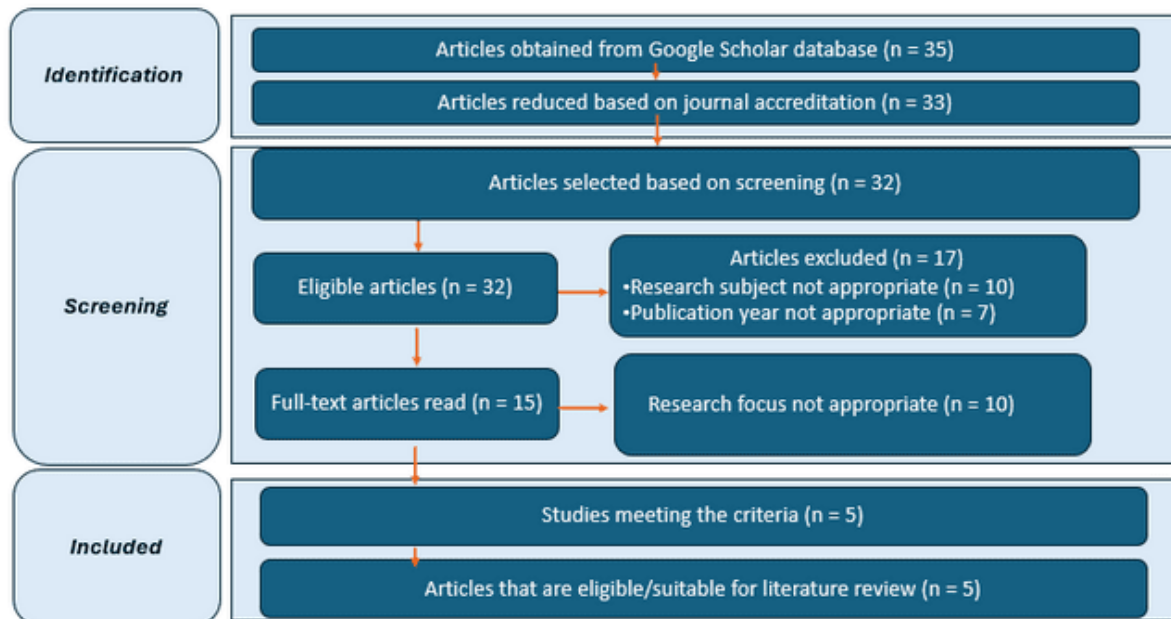 Identification
Articles obtained from Google Scholar database (n = 35)
Articles reduced based on journal accreditation (n = 33)
Screening
Articles selected based on screening (n = 32)
Eligible articles (n = 32)
Articles excluded (n = 17)
•Research subject not appropriate (n = 10)
•Publication year not appropriate (n = 7)
Full-text articles read (n = 15)
Research focus not appropriate (n = 10)
Included
Studies meeting the criteria (n = 5)
Articles that are eligible/suitable for literature review (n = 5)